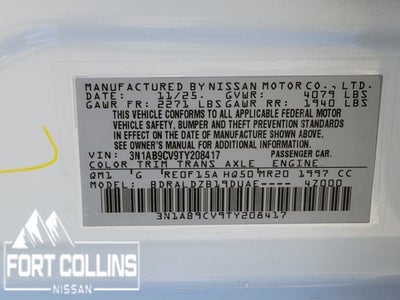 MANUFACTURED BY NISSAN MOTOR CO., LTD.
DATE: 11/25. GVWR: 4079 LBS
GAWR FR: 2271 LBS GAWR RR: 1940 LBS
THIS VEHICLE CONFORMS TO ALL APPLICABLE FEDERAL MOTOR
VEHICLE SAFETY, BUMPER, AND THEFT PREVENTION STANDARDS
IN EFFECT ON THE DATE OF MANUFACTURE SHOWN ABOVE.
SEE OWNER'S MANUAL FOR ADDITIONAL INFORMATION.
VIN: 3N1AB9CV9TY208417 PASSENGER CAR.
COLOR TRIM TRANS AXLE ENGINE
QM1 G RE0F15A HQ50 MR20 1997 CC
MODEL: BDRALDZB19DUAE---- 4Z000
3N1AB9CV9TY208417
FORT COLLINS
NISSAN